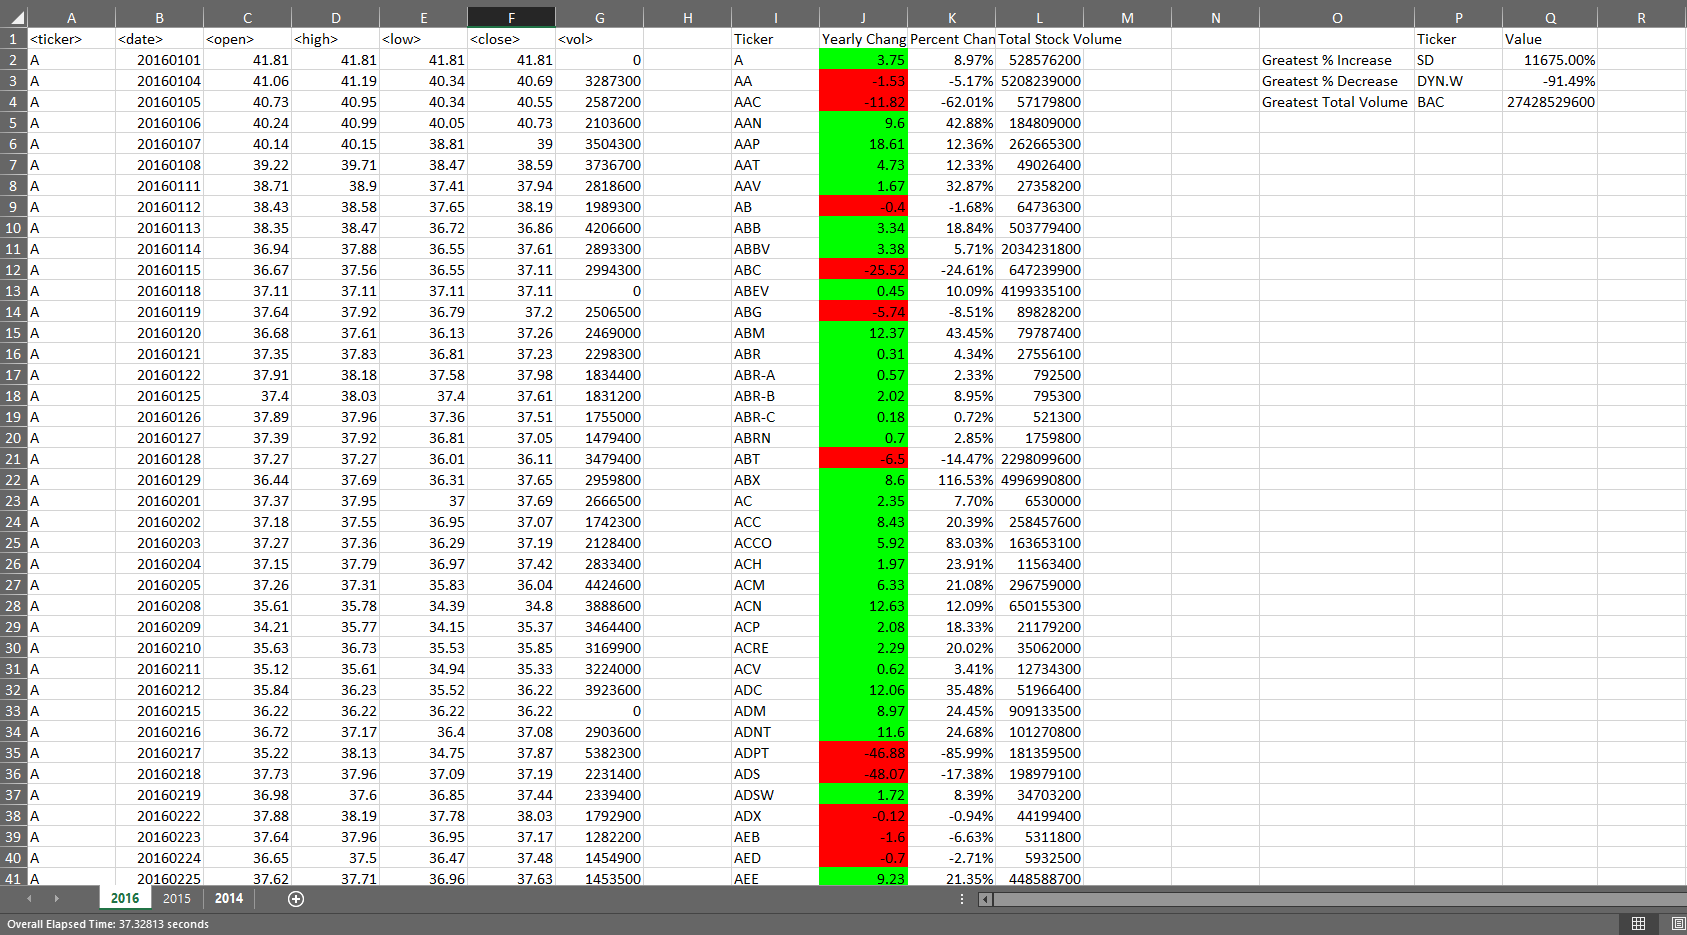 A B C D E F G H I J K L M N O P Q R
1 <ticker> <date> <open> <high> <low> <close> <vol> Ticker Yearly Chang Percent Chan Total Stock Volume Ticker Value
2 A 20160101 41.81 41.81 41.81 41.81 0 A 3.75 8.97% 528576200 Greatest % Increase SD 11675.00%
3 A 20160104 41.06 41.19 40.34 40.69 3287300 AA -1.53 -5.17% 5208239000 Greatest % Decrease DYN.W -91.49%
4 A 20160105 40.73 40.95 40.34 40.55 2587200 AAC -11.82 -62.01% 57179800 Greatest Total Volume BAC 27428529600
5 A 20160106 40.24 40.99 40.05 40.73 2103600 AAN 9.6 42.88% 184809000
6 A 20160107 40.14 40.15 38.81 39 3504300 AAP 18.61 12.36% 262665300
7 A 20160108 39.22 39.71 38.47 38.59 3736700 AAT 4.73 12.33% 49026400
8 A 20160111 38.71 38.9 37.41 37.94 2818600 AAV 1.67 32.87% 27358200
9 A 20160112 38.43 38.58 37.65 38.19 1989300 AB -0.4 -1.68% 64736300
10 A 20160113 38.35 38.47 36.72 36.86 4206600 ABB 3.34 18.84% 503779400
11 A 20160114 36.94 37.88 36.55 37.61 2893300 ABBV 3.38 5.71% 2034231800
12 A 20160115 36.67 37.56 36.55 37.11 2994300 ABC -25.52 -24.61% 647239900
13 A 20160118 37.11 37.11 37.11 37.11 0 ABEV 0.45 10.09% 4199335100
14 A 20160119 37.64 37.92 36.79 37.2 2506500 ABG -5.74 -8.51% 89828200
15 A 20160120 36.68 37.61 36.13 37.26 2469000 ABM 12.37 43.45% 79787400
16 A 20160121 37.35 37.83 36.81 37.23 2298300 ABR 0.31 4.34% 27556100
17 A 20160122 37.91 38.18 37.58 37.98 1834400 ABR-A 0.57 2.33% 792500
18 A 20160125 37.4 38.03 37.4 37.61 1831200 ABR-B 2.02 8.95% 795300
19 A 20160126 37.89 37.96 37.36 37.51 1755000 ABR-C 0.18 0.72% 521300
20 A 20160127 37.39 37.92 36.81 37.05 1479400 ABRN 0.7 2.85% 1759800
21 A 20160128 37.27 37.27 36.01 36.11 3479400 ABT -6.5 -14.47% 2298099600
22 A 20160129 36.44 37.69 36.31 37.65 2959800 ABX 8.6 116.53% 4996990800
23 A 20160201 37.37 37.95 37 37.69 2666500 AC 2.35 7.70% 6530000
24 A 20160202 37.18 37.55 36.95 37.07 1742300 ACC 8.43 20.39% 258457600
25 A 20160203 37.27 37.36 36.29 37.19 2128400 ACCO 5.92 83.03% 163653100
26 A 20160204 37.15 37.79 36.97 37.42 2833400 ACH 1.97 23.91% 11563400
27 A 20160205 37.26 37.31 35.83 36.04 4424600 ACM 6.33 21.08% 296759000
28 A 20160208 35.61 35.78 34.39 34.8 3888600 ACN 12.63 12.09% 650155300
29 A 20160209 34.21 35.77 34.15 35.37 3464400 ACP 2.08 18.33% 21179200
30 A 20160210 35.63 36.73 35.53 35.85 3169900 ACRE 2.29 20.02% 35062000
31 A 20160211 35.12 35.61 34.94 35.33 3224000 ACV 0.62 3.41% 12734300
32 A 20160212 35.84 36.23 35.52 36.22 3923600 ADC 12.06 35.48% 51966400
33 A 20160215 36.22 36.22 36.22 36.22 0 ADM 8.97 24.45% 909133500
34 A 20160216 36.72 37.17 36.4 37.08 2903600 ADNT 11.6 24.68% 101270800
35 A 20160217 35.22 38.13 34.75 37.87 5382300 ADPT -46.88 -85.99% 181359500
36 A 20160218 37.73 37.96 37.09 37.19 2231400 ADS -48.07 -17.38% 198979100
37 A 20160219 36.98 37.6 36.85 37.44 2339400 ADSW 1.72 8.39% 34703200
38 A 20160222 37.88 38.19 37.78 38.03 1792900 ADX -0.12 -0.94% 44199400
39 A 20160223 37.64 37.96 36.95 37.17 1282200 AEB -1.6 -6.63% 5311800
40 A 20160224 36.65 37.5 36.47 37.48 1454900 AED -0.7 -2.71% 5932500
41 A 20160225 37.62 37.71 36.96 37.63 1453500 AEE 9.23 21.35% 448588700
2016 2015 2014
Overall Elapsed Time: 37.32813 seconds